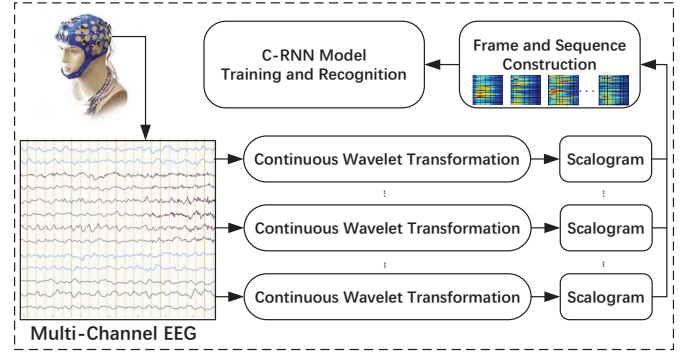 C-RNN Model
Training and Recognition
Frame and Sequence
Construction
Continuous Wavelet Transformation
Scalogram
Continuous Wavelet Transformation
Scalogram
Continuous Wavelet Transformation
Scalogram
Multi-Channel EEG